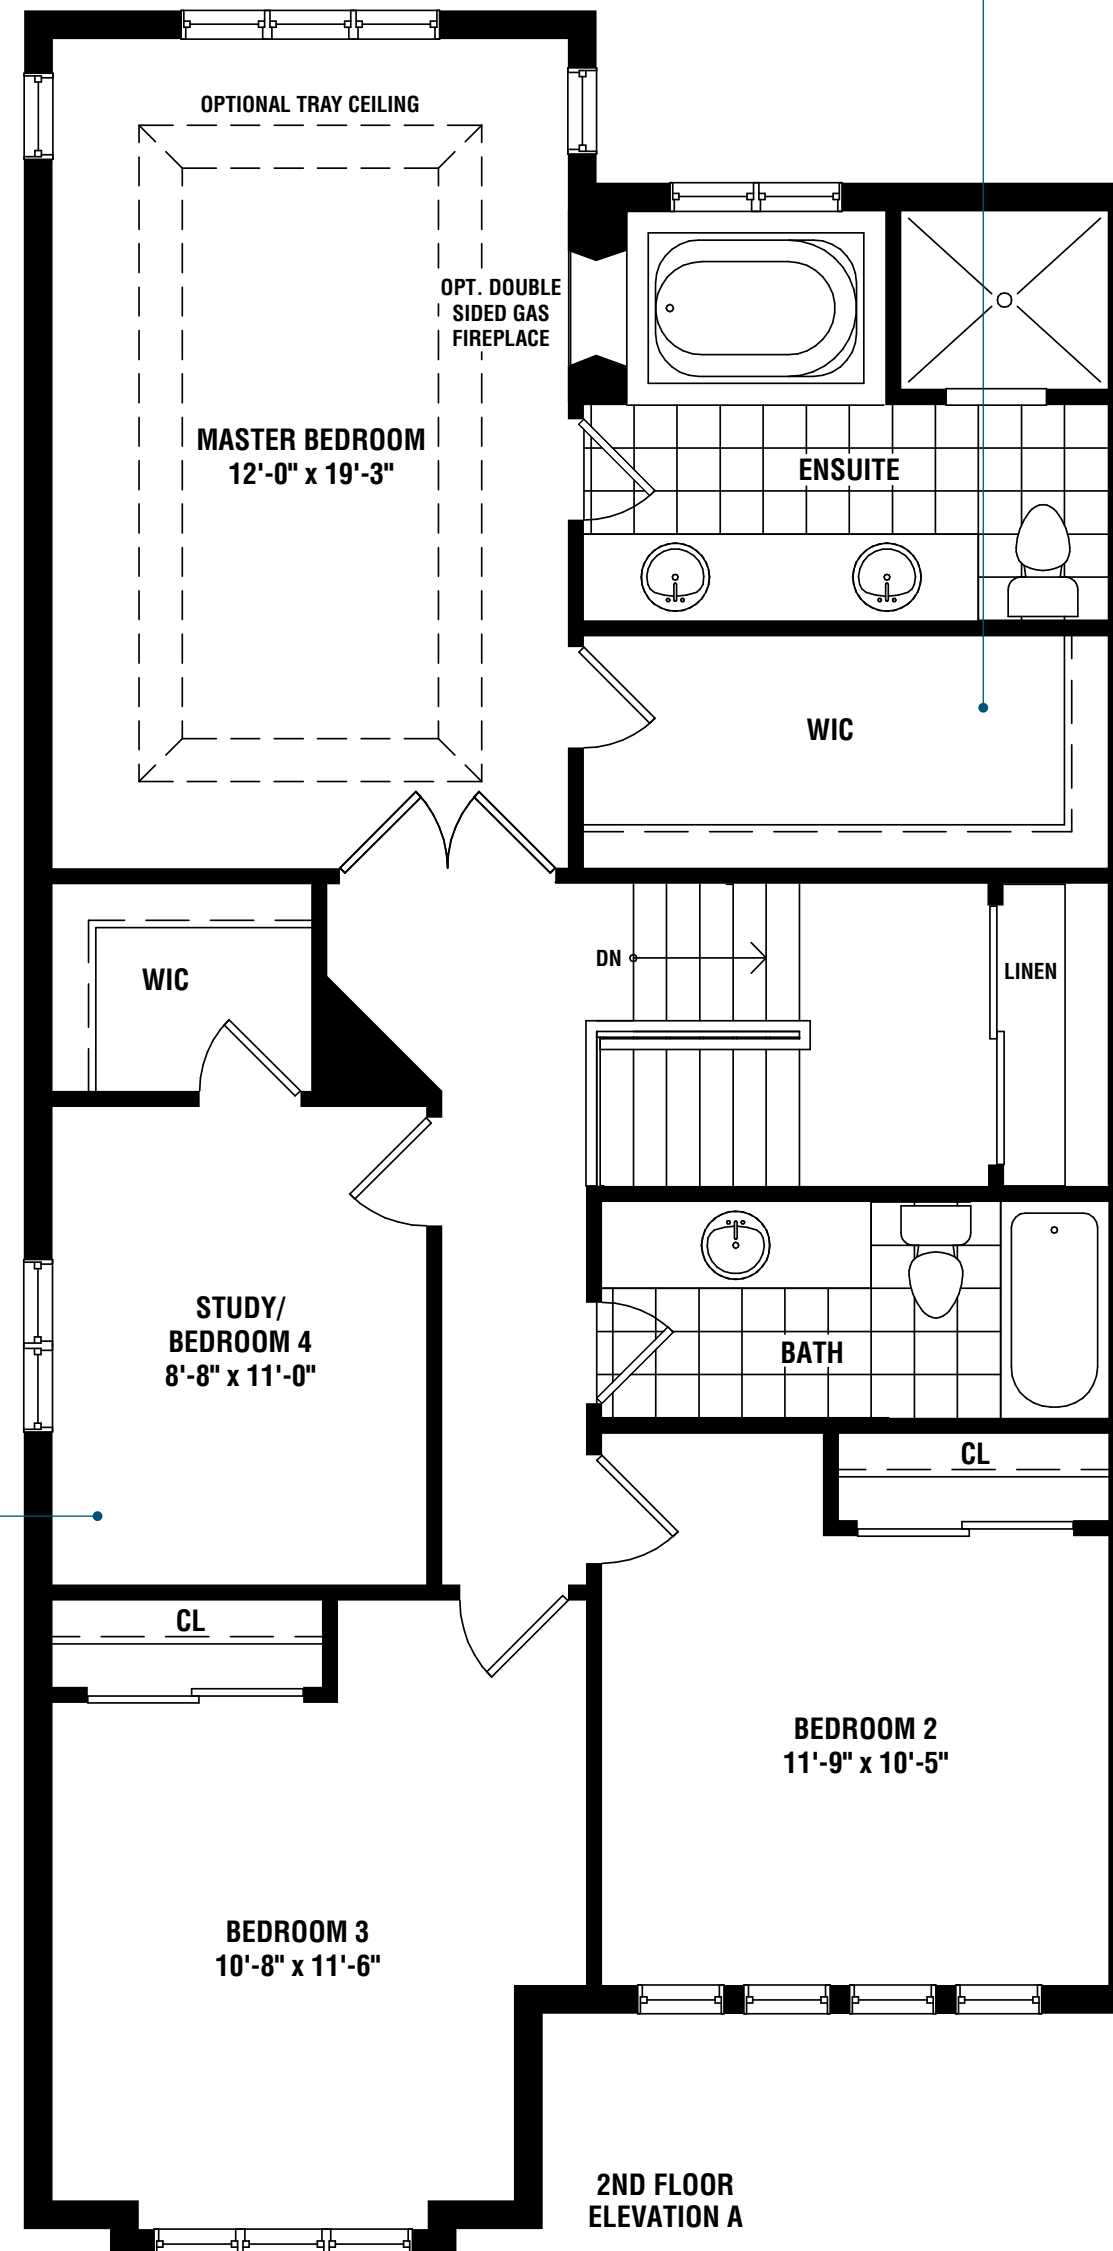 OPTIONAL TRAY CEILING
OPT. DOUBLE
SIDED GAS
FIREPLACE
MASTER BEDROOM
12'-0" x 19'-3"
ENSUITE
WIC
DN
LINEN
WIC
STUDY/
BEDROOM 4
8'-8" x 11'-0"
BATH
CL
CL
BEDROOM 2
11'-9" x 10'-5"
BEDROOM 3
10'-8" x 11'-6"
2ND FLOOR
ELEVATION A